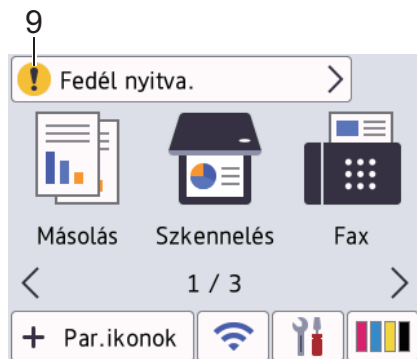 9
Fedél nyitva.
Másolás Szkennelés Fax
1 / 3
+ Par.ikonok